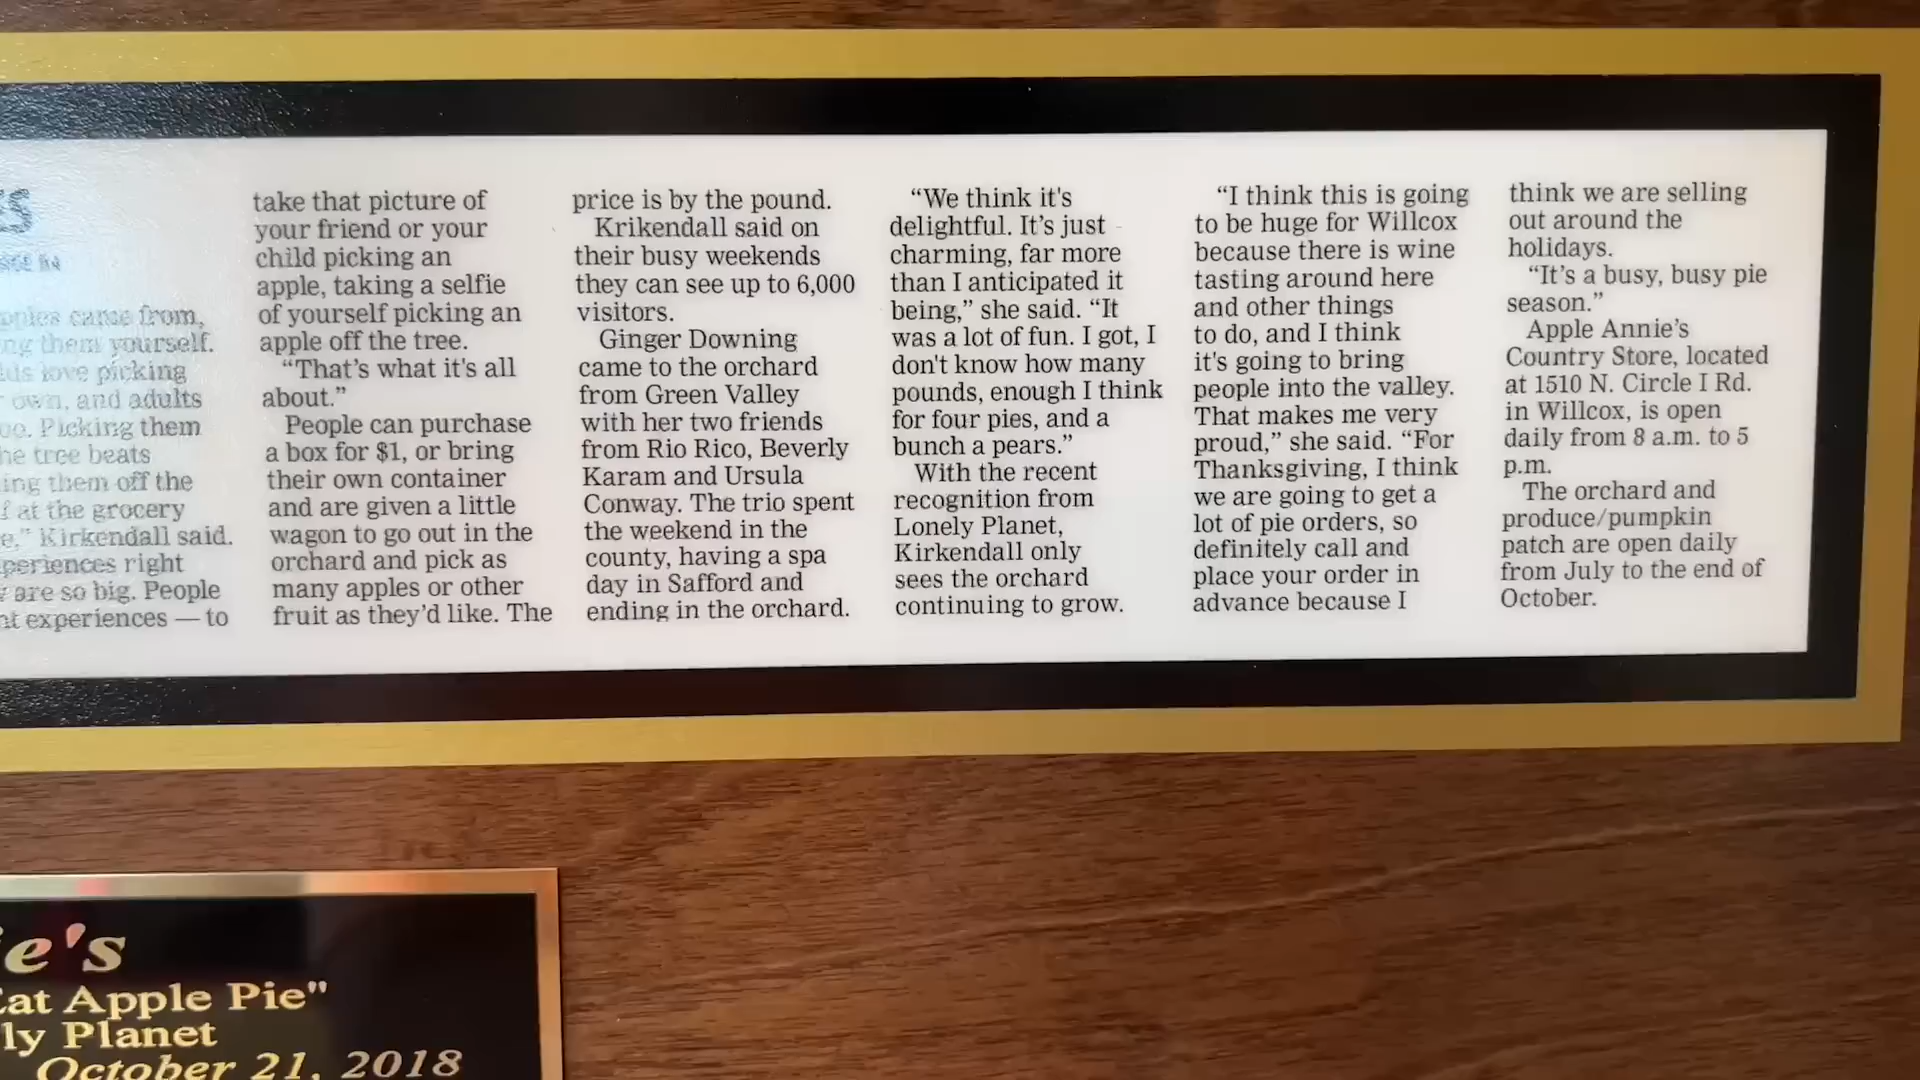 ES
came from,
them yourself.
love picking
own, and adults
Picking them
tree beats
them off the
at the grocery
Kirkendall said.
right
are so big. People
experiences — to
take that picture of
your friend or your
child picking an
apple, taking a selfie
of yourself picking an
apple off the tree.
“That’s what it's all
about.”
People can purchase
a box for $1, or bring
their own container
and are given a little
wagon to go out in the
orchard and pick as
many apples or other
fruit as they’d like. The
price is by the pound.
Krikendall said on
their busy weekends
they can see up to 6,000
visitors.
Ginger Downing
came to the orchard
from Green Valley
with her two friends
from Rio Rico, Beverly
Karam and Ursula
Conway. The trio spent
the weekend in the
county, having a spa
day in Safford and
ending in the orchard.
“We think it's
delightful. It’s just
charming, far more
than I anticipated it
being,” she said. “It
was a lot of fun. I got, I
don't know how many
pounds, enough I think
for four pies, and a
bunch a pears.”
With the recent
recognition from
Lonely Planet,
Kirkendall only
sees the orchard
continuing to grow.
“I think this is going
to be huge for Willcox
because there is wine
tasting around here
and other things
to do, and I think
it's going to bring
people into the valley.
That makes me very
proud,” she said. “For
Thanksgiving, I think
we are going to get a
lot of pie orders, so
definitely call and
place your order in
advance because I
think we are selling
out around the
holidays.
“It’s a busy, busy pie
season.”
Apple Annie’s
Country Store, located
at 1510 N. Circle I Rd.
in Willcox, is open
daily from 8 a.m. to 5
p.m.
The orchard and
produce/pumpkin
patch are open daily
from July to the end of
October.
e's
Eat Apple Pie"
ly Planet
October 21, 2018